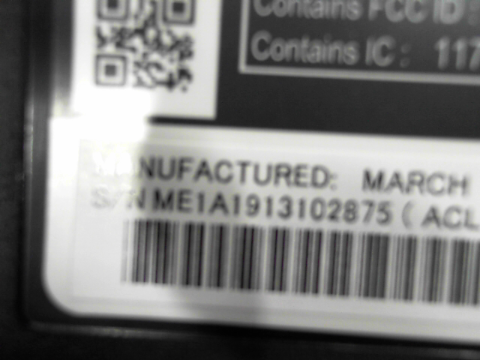 Contains FCC ID:
Contains IC: 117
MANUFACTURED: MARCH
S/N ME1A1913102875 ( ACL